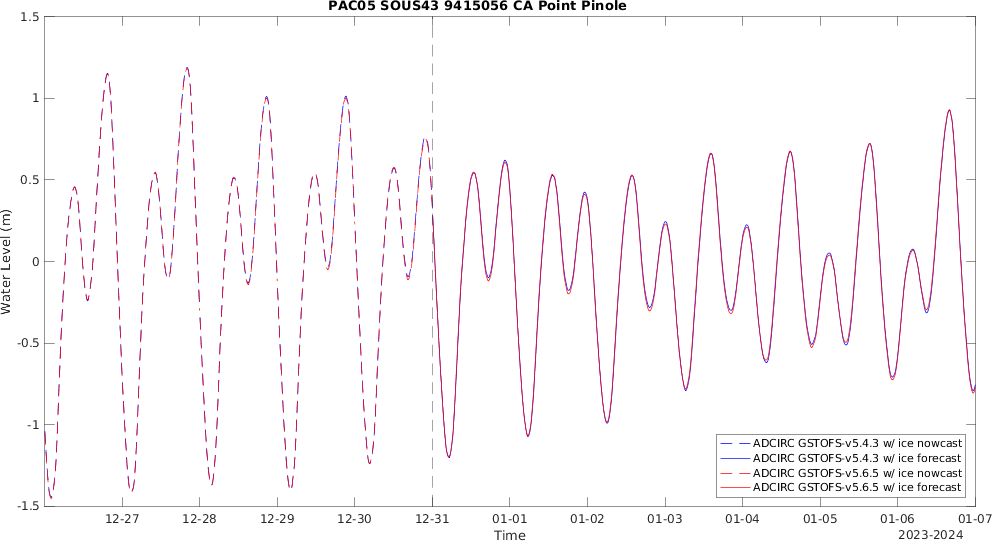 PAC05 SOUS43 9415056 CA Point Pinole
1.5
1
0.5
0
-0.5
-1
-1.5
Water Level (m)
12-27
12-28
12-29
12-30
12-31
01-01
01-02
01-03
01-04
01-05
01-06
01-07
Time
2023-2024
ADCIRC GSTOFS-v5.4.3 w/ ice nowcast
ADCIRC GSTOFS-v5.4.3 w/ ice forecast
ADCIRC GSTOFS-v5.6.5 w/ ice nowcast
ADCIRC GSTOFS-v5.6.5 w/ ice forecast